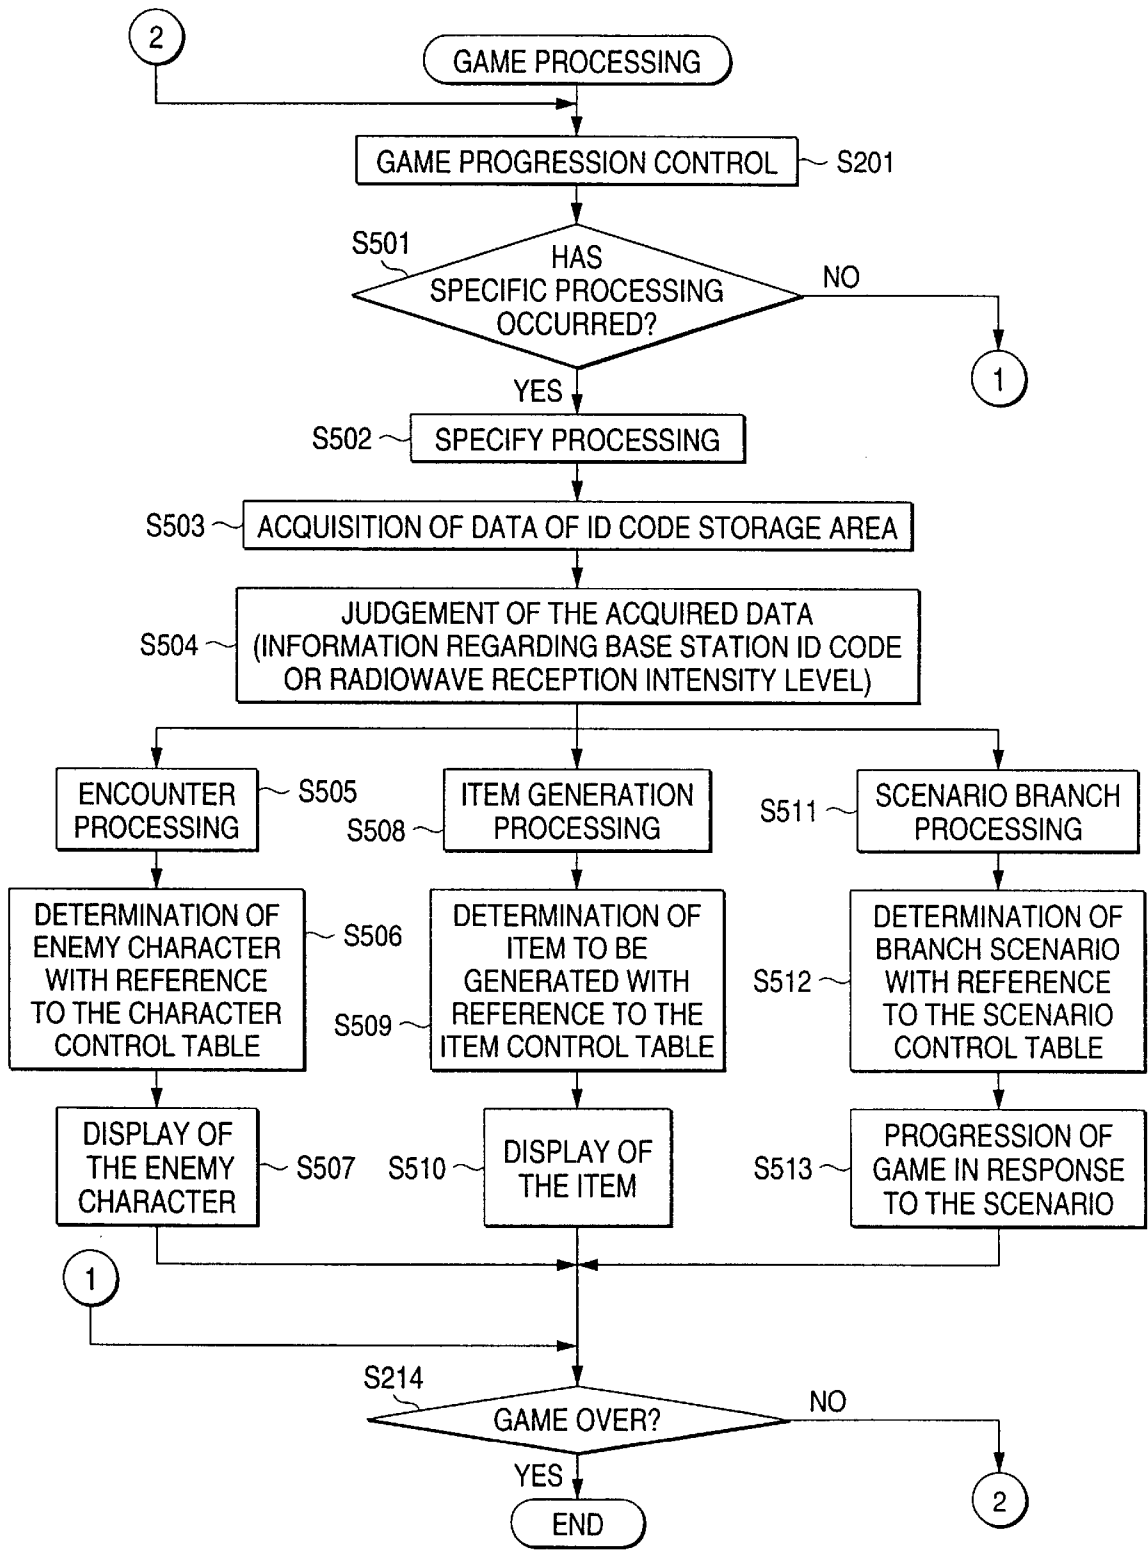 2
GAME PROCESSING
GAME PROGRESSION CONTROL
S201
S501
HAS
SPECIFIC PROCESSING
OCCURRED?
NO
1
YES
S502
SPECIFY PROCESSING
S503
ACQUISITION OF DATA OF ID CODE STORAGE AREA
S504
JUDGEMENT OF THE ACQUIRED DATA
(INFORMATION REGARDING BASE STATION ID CODE
OR RADIOWAVE RECEPTION INTENSITY LEVEL)
ENCOUNTER
PROCESSING
S505
S508
ITEM GENERATION
PROCESSING
S511
SCENARIO BRANCH
PROCESSING
DETERMINATION OF
ENEMY CHARACTER
WITH REFERENCE
TO THE CHARACTER
CONTROL TABLE
S506
S509
DETERMINATION OF
ITEM TO BE
GENERATED WITH
REFERENCE TO THE
ITEM CONTROL TABLE
S512
DETERMINATION OF
BRANCH SCENARIO
WITH REFERENCE
TO THE SCENARIO
CONTROL TABLE
DISPLAY OF
THE ENEMY
CHARACTER
S507
S510
DISPLAY OF
THE ITEM
S513
PROGRESSION OF
GAME IN RESPONSE
TO THE SCENARIO
1
S214
GAME OVER?
NO
YES
2
END